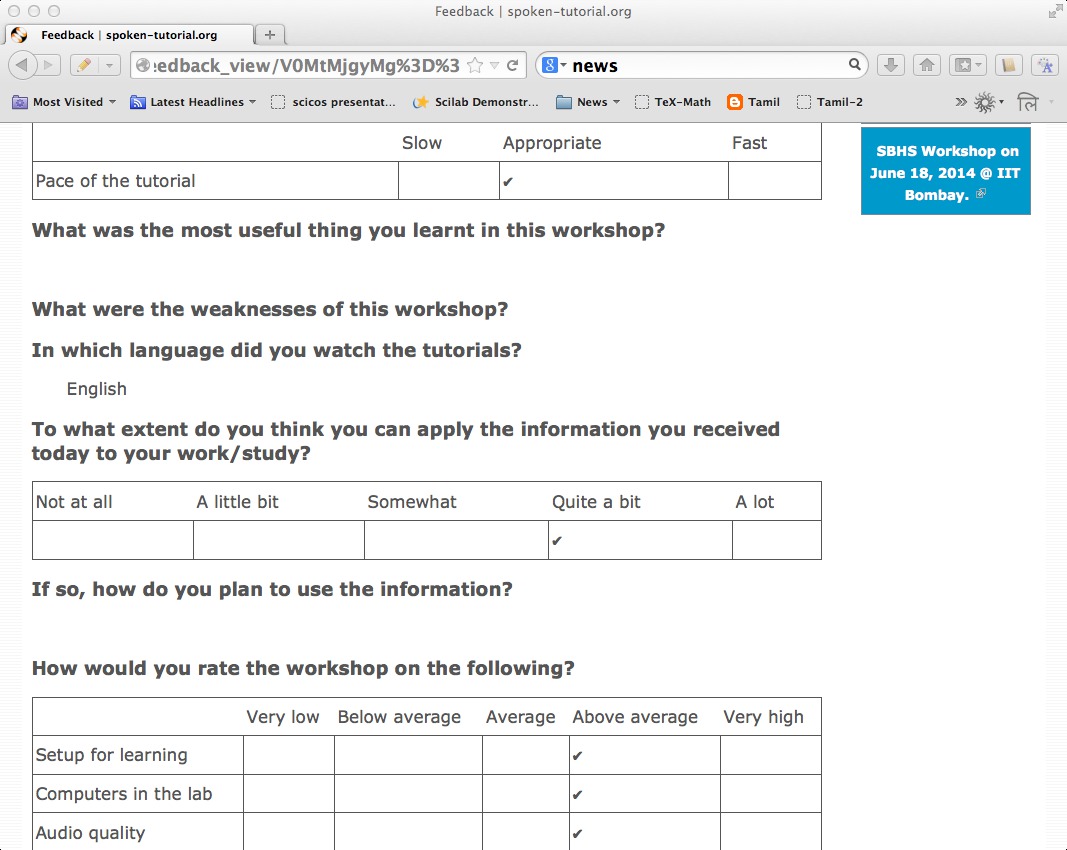 Feedback | spoken-tutorial.org
Feedback | spoken-tutorial.org
edback_view/V0MtMjgyMg%3D%3 news
Most Visited Latest Headlines scicos presentat... Scilab Demonstr... News TeX-Math Tamil Tamil-2
Slow Appropriate Fast
Pace of the tutorial ✔
SBHS Workshop on
June 18, 2014 @ IIT
Bombay.
What was the most useful thing you learnt in this workshop?
What were the weaknesses of this workshop?
In which language did you watch the tutorials?
English
To what extent do you think you can apply the information you received
today to your work/study?
Not at all A little bit Somewhat Quite a bit A lot
✔
If so, how do you plan to use the information?
How would you rate the workshop on the following?
Very low Below average Average Above average Very high
Setup for learning ✔
Computers in the lab ✔
Audio quality ✔